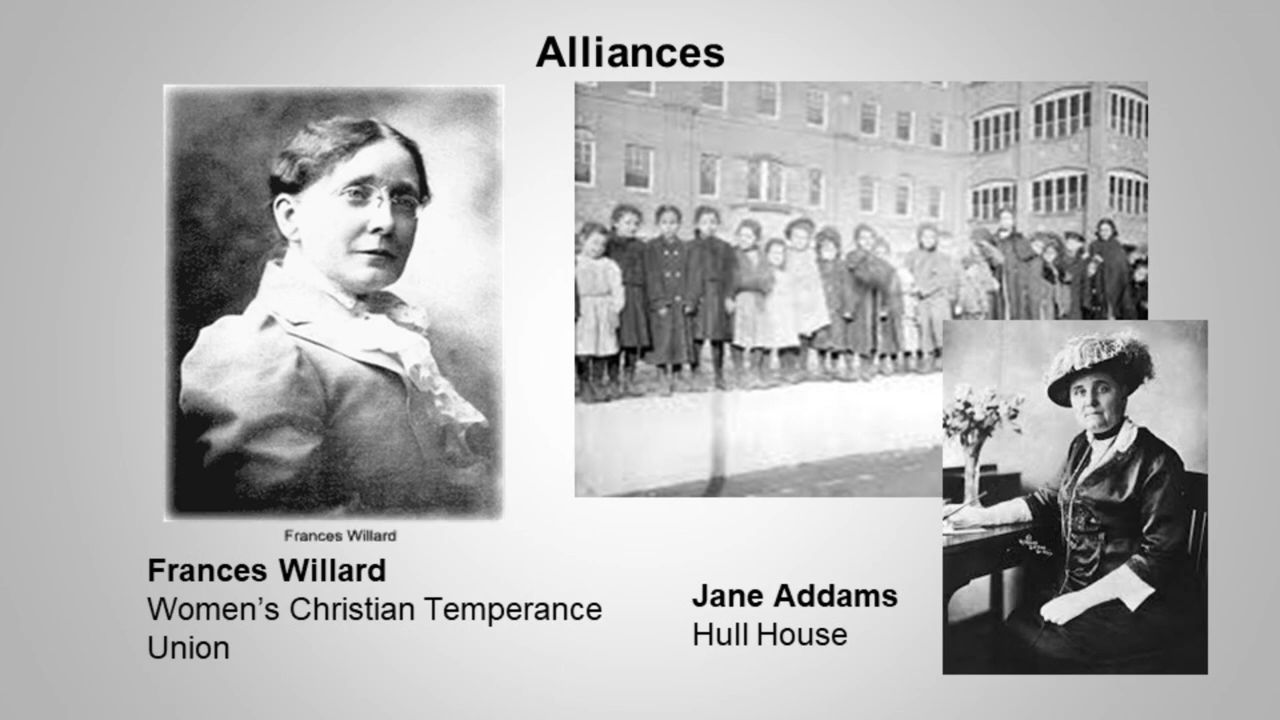 Alliances
Frances Willard
Frances Willard
Women’s Christian Temperance
Union
Jane Addams
Hull House